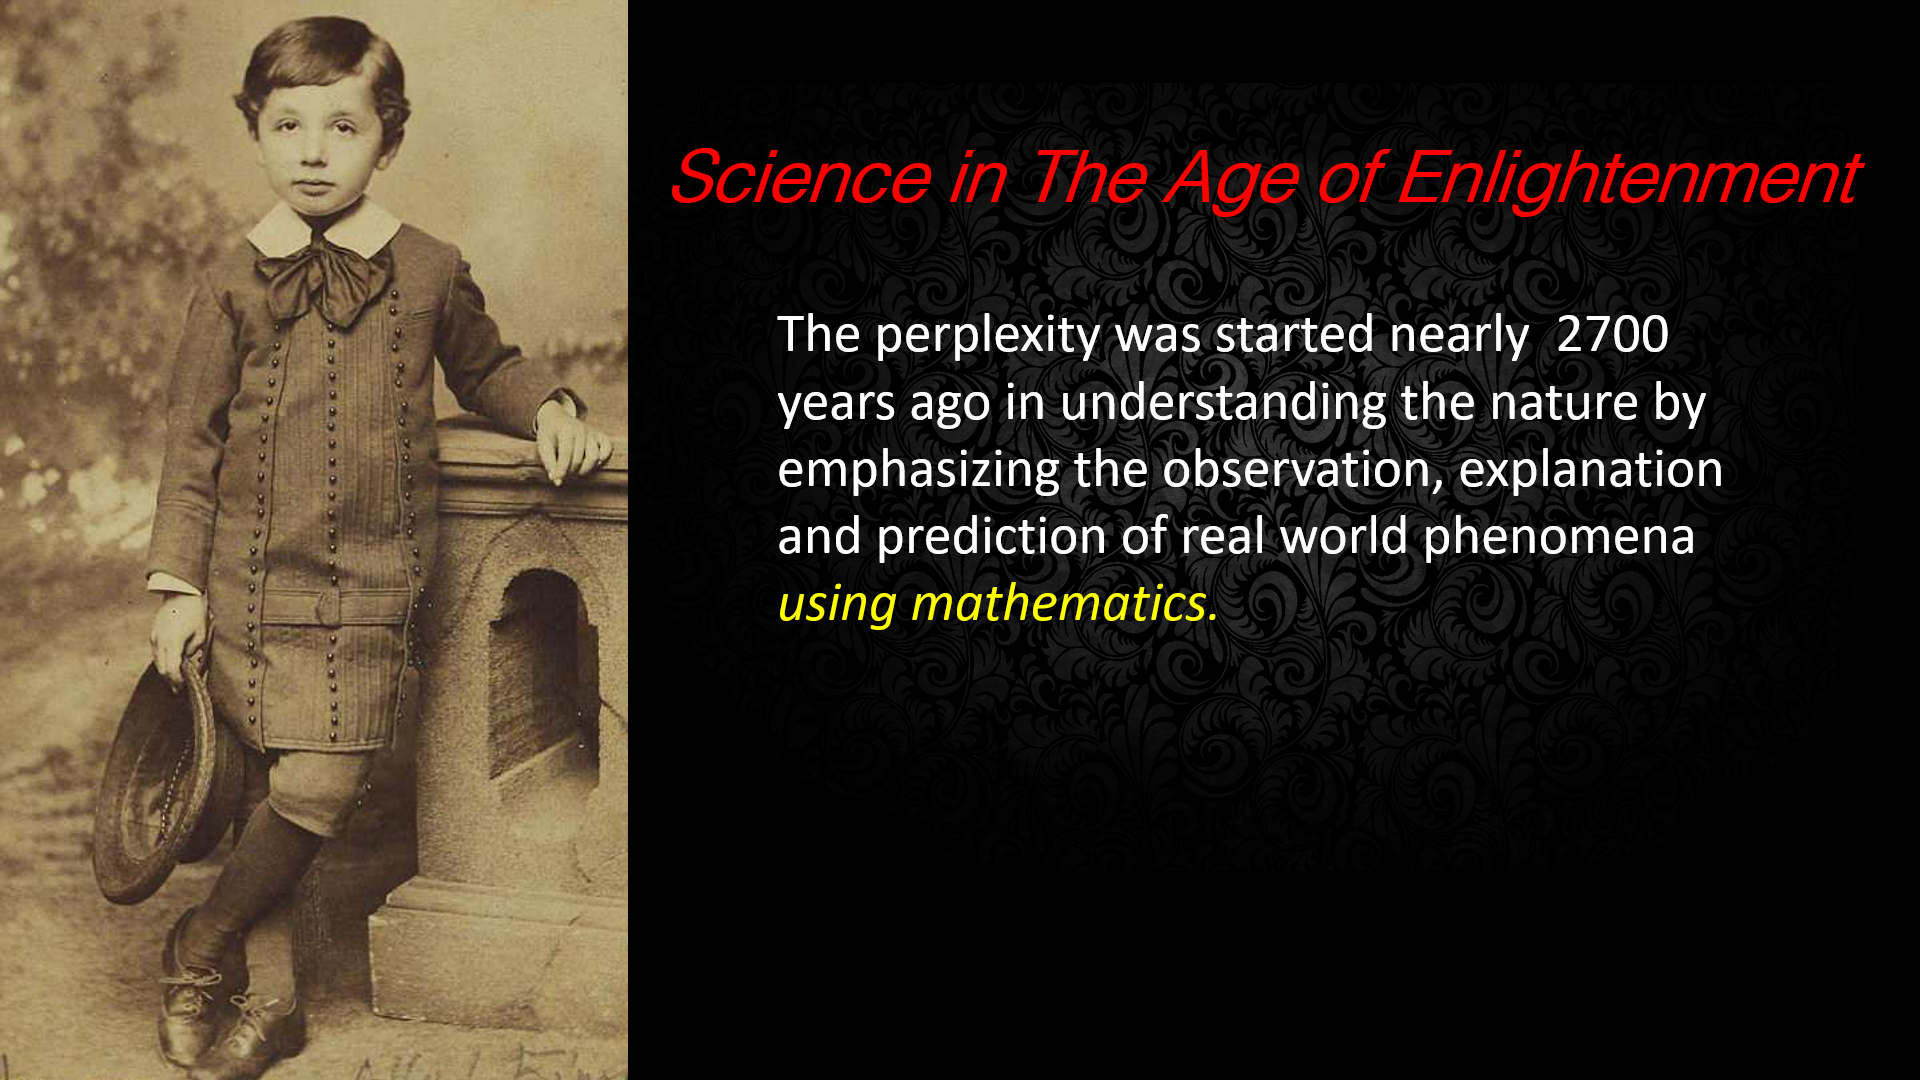 Science in The Age of Enlightenment
The perplexity was started nearly  2700
years ago in understanding the nature by
emphasizing the observation, explanation
and prediction of real world phenomena
using mathematics.